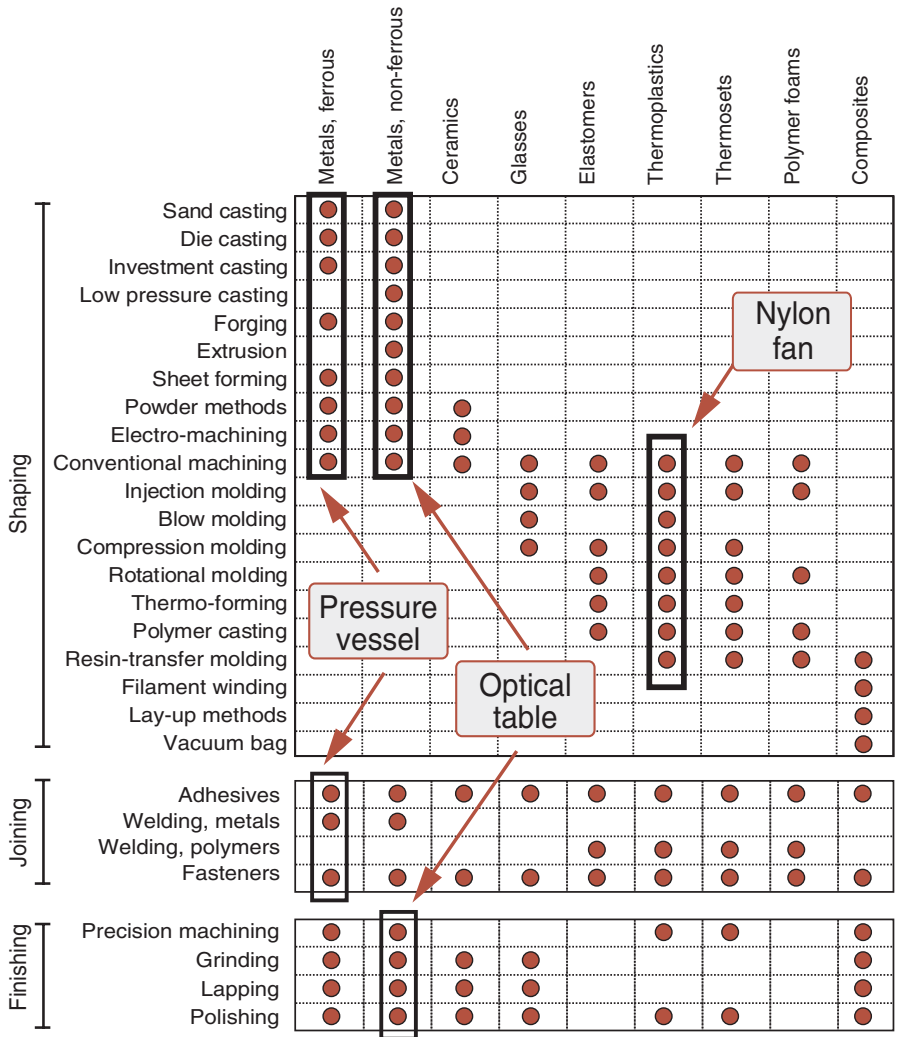 Metals, ferrous
Metals, non-ferrous
Ceramics
Glasses
Elastomers
Thermoplastics
Thermosets
Polymer foams
Composites
Shaping
Sand casting
Die casting
Investment casting
Low pressure casting
Forging
Extrusion
Sheet forming
Powder methods
Electro-machining
Conventional machining
Injection molding
Blow molding
Compression molding
Rotational molding
Thermo-forming
Polymer casting
Resin-transfer molding
Filament winding
Lay-up methods
Vacuum bag
Nylon
fan
Pressure
vessel
Optical
table
Joining
Adhesives
Welding, metals
Welding, polymers
Fasteners
Finishing
Precision machining
Grinding
Lapping
Polishing